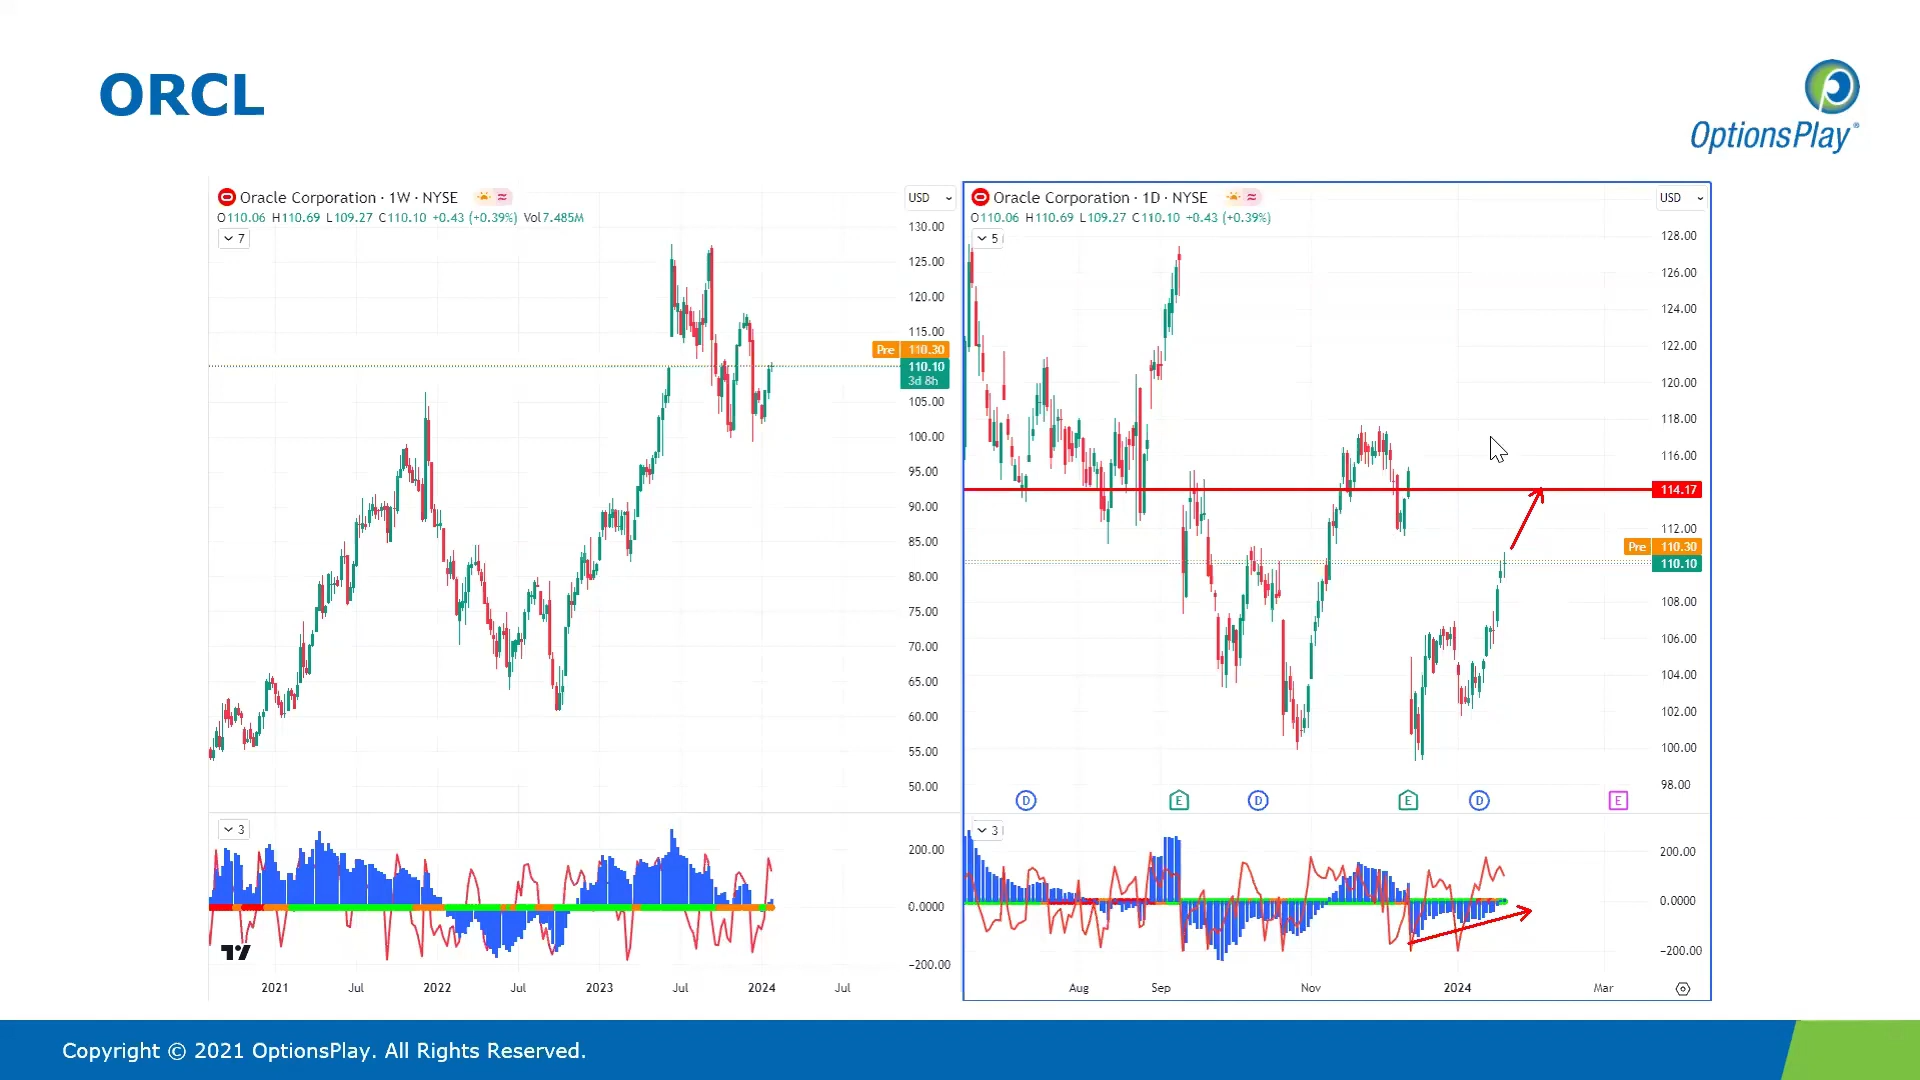 ORCL
OptionsPlay®
Oracle Corporation · 1W · NYSE
USD
O110.06 H110.69 L109.27 C110.10 +0.43 (+0.39%) Vol7.485M
7
130.00
125.00
120.00
115.00
Pre 110.30
110.10
3d 8h
105.00
100.00
95.00
90.00
85.00
80.00
75.00
70.00
65.00
60.00
55.00
50.00
3
200.00
0.0000
−200.00
2021 Jul 2022 Jul 2023 Jul 2024 Jul
Oracle Corporation · 1D · NYSE
USD
O110.06 H110.69 L109.27 C110.10 +0.43 (+0.39%)
5
128.00
126.00
124.00
122.00
120.00
118.00
116.00
114.17
112.00
Pre 110.30
110.10
108.00
106.00
104.00
102.00
100.00
98.00
D E D E D E
3
200.00
0.0000
−200.00
Aug Sep Nov 2024 Mar
Copyright © 2021 OptionsPlay. All Rights Reserved.